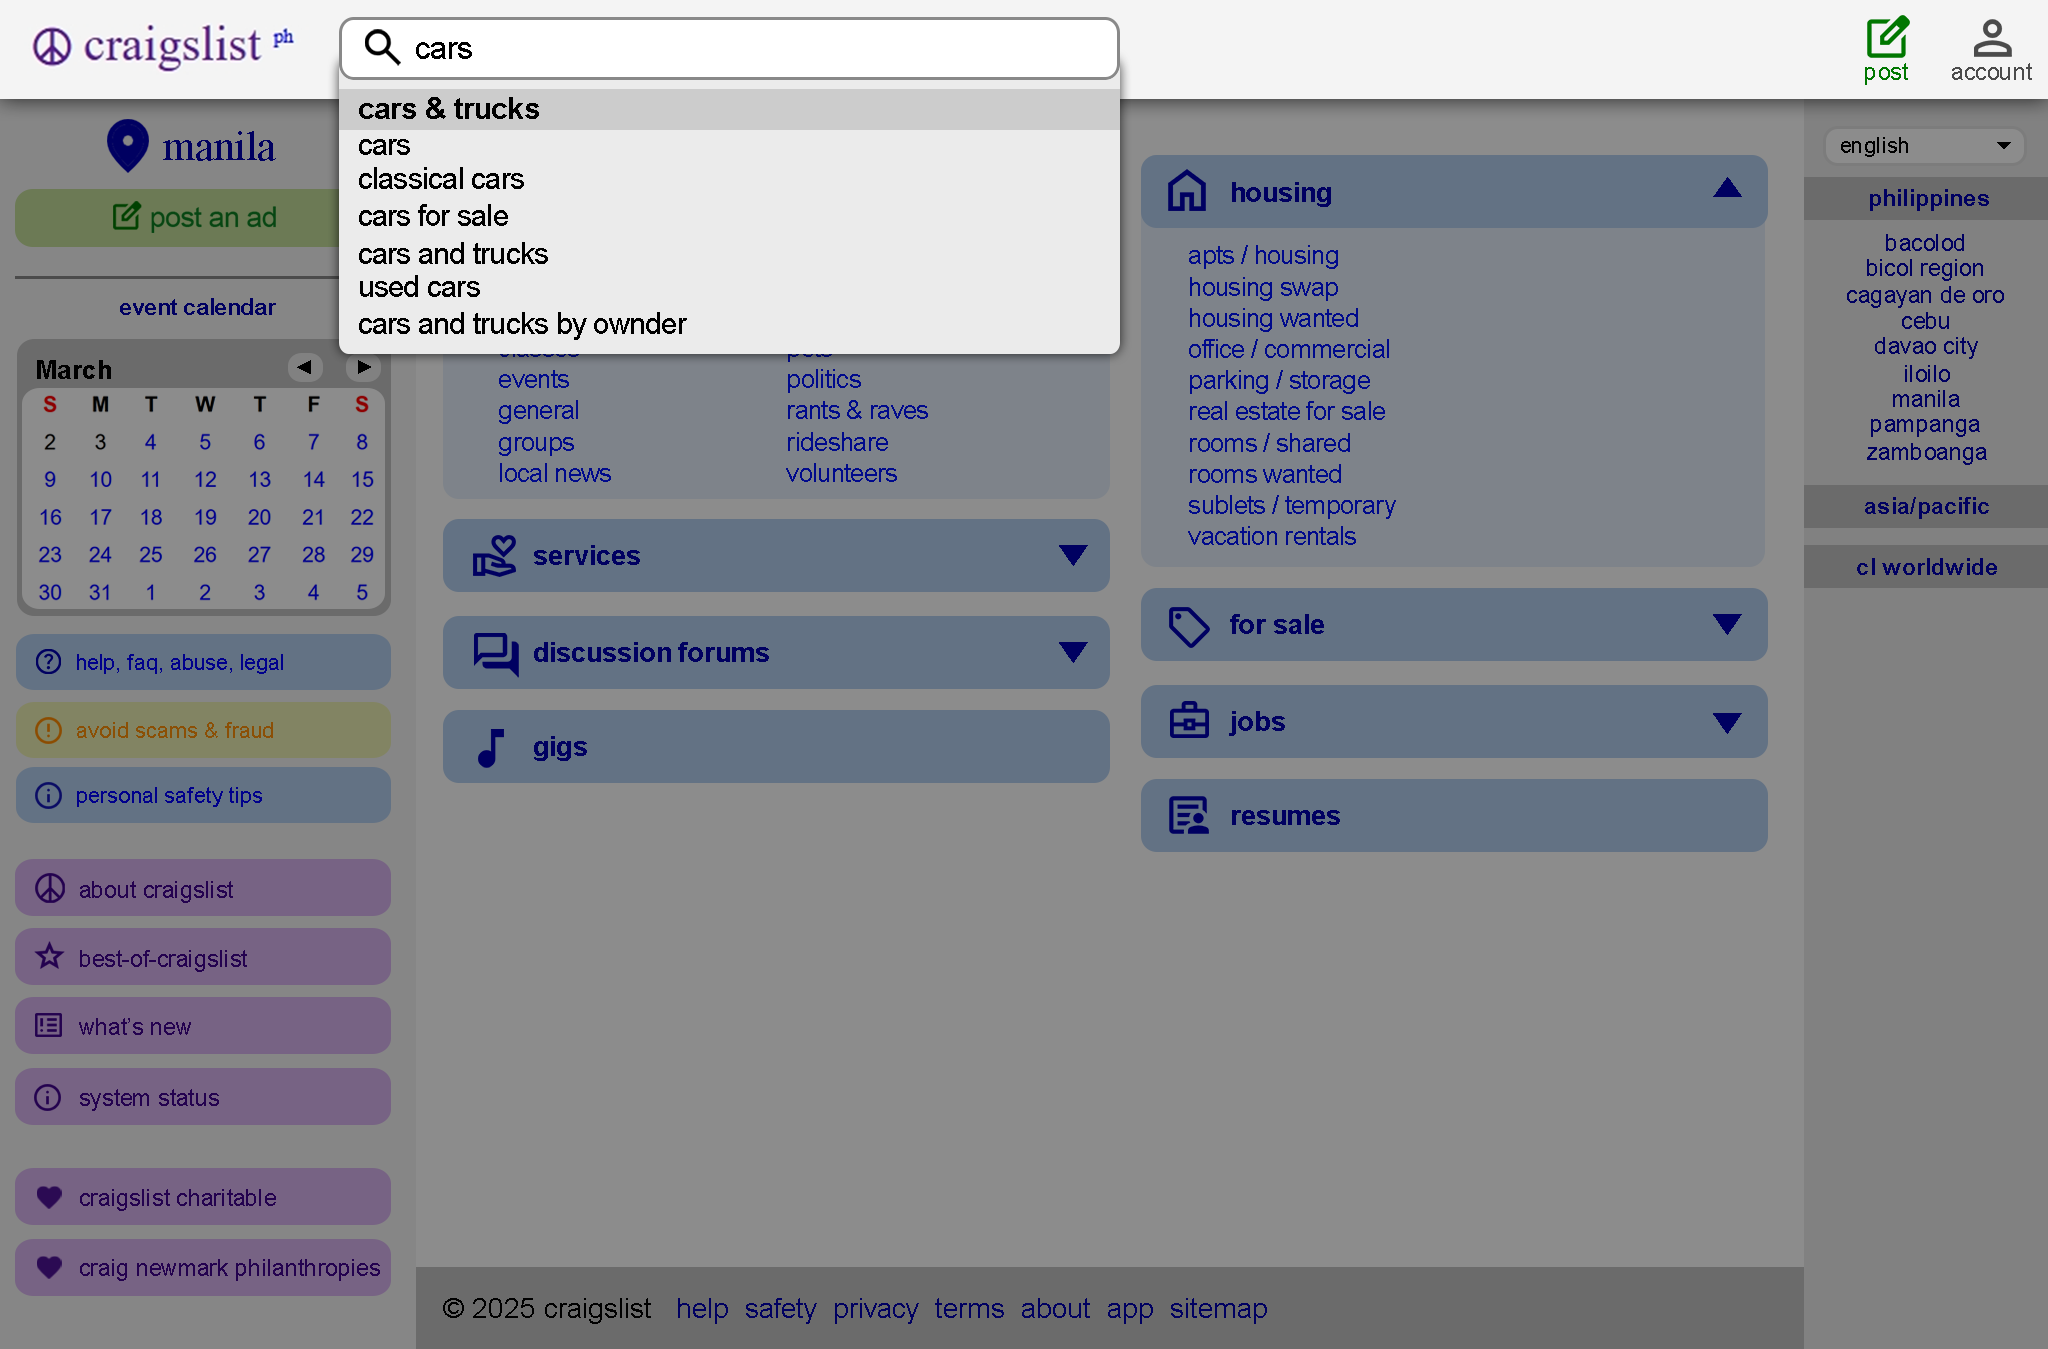 craigslist ph
cars
post
account
cars & trucks
cars
classical cars
cars for sale
cars and trucks
used cars
cars and trucks by ownder
manila
post an ad
event calendar
March
S M T W T F S
2 3 4 5 6 7 8
9 10 11 12 13 14 15
16 17 18 19 20 21 22
23 24 25 26 27 28 29
30 31 1 2 3 4 5
help, faq, abuse, legal
avoid scams & fraud
personal safety tips
about craigslist
best-of-craigslist
what's new
system status
craigslist charitable
craig newmark philanthropies
classes
events
general
groups
local news
pets
politics
rants & raves
rideshare
volunteers
services
discussion forums
gigs
housing
apts / housing
housing swap
housing wanted
office / commercial
parking / storage
real estate for sale
rooms / shared
rooms wanted
sublets / temporary
vacation rentals
for sale
jobs
resumes
english
philippines
bacolod
bicol region
cagayan de oro
cebu
davao city
iloilo
manila
pampanga
zamboanga
asia/pacific
cl worldwide
© 2025 craigslist help safety privacy terms about app sitemap